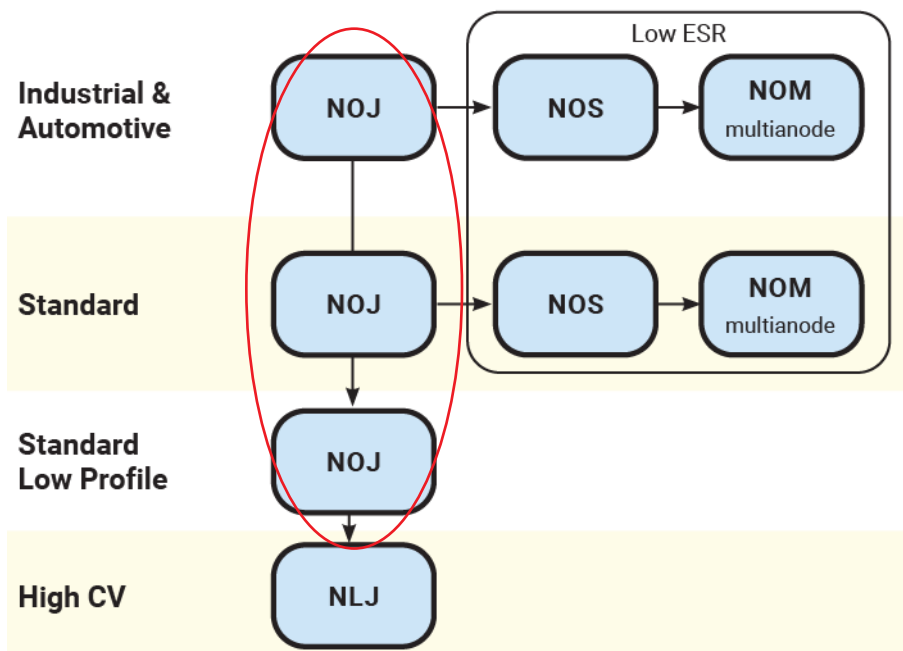 Low ESR
Industrial &
Automotive
NOJ
NOS
NOM
multianode
Standard
NOJ
NOS
NOM
multianode
Standard
Low Profile
NOJ
High CV
NLJ